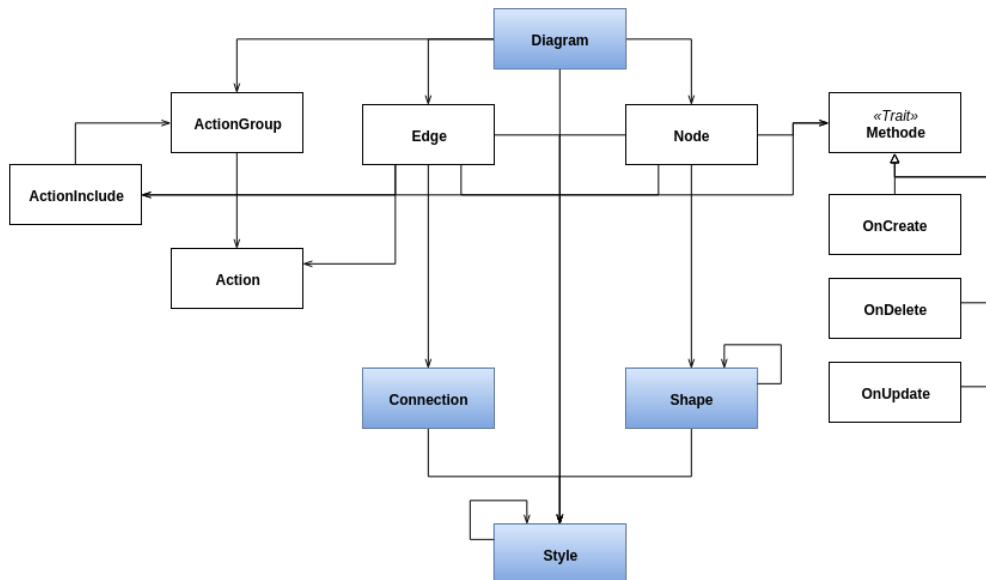 Diagram
ActionGroup
Edge
Node
«Trait»
Methode
ActionInclude
OnCreate
Action
OnDelete
Connection
Shape
OnUpdate
Style